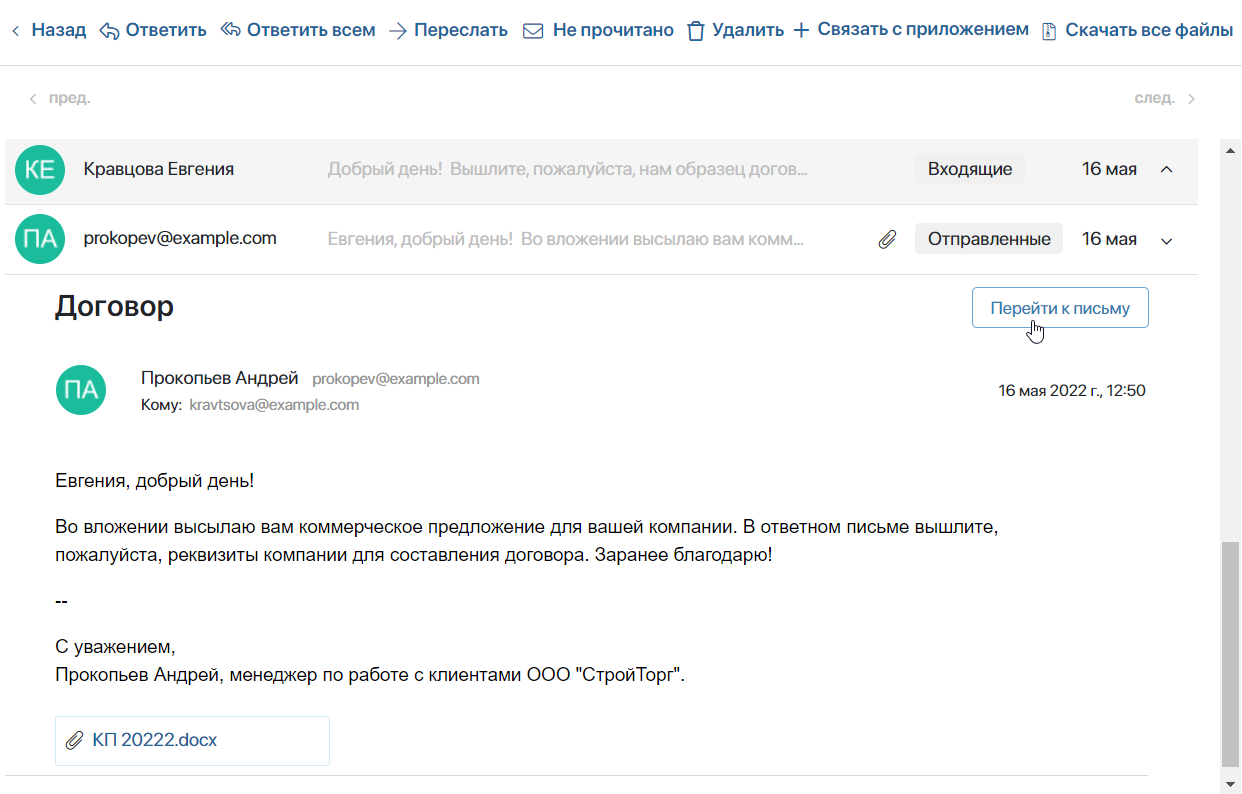 Назад Ответить Ответить всем Переслать Не прочитано Удалить Связать с приложением Скачать все файлы
пред. след.
КЕ Кравцова Евгения Добрый день! Вышлите, пожалуйста, нам образец догов... Входящие 16 мая
ПА prokopev@example.com Евгения, добрый день! Во вложении высылаю вам комм... Отправленные 16 мая
Договор Перейти к письму
ПА Прокопьев Андрей prokopev@example.com
Кому: kravtsova@example.com 16 мая 2022 г., 12:50
Евгения, добрый день!
Во вложении высылаю вам коммерческое предложение для вашей компании. В ответном письме вышлите,
пожалуйста, реквизиты компании для составления договора. Заранее благодарю!
--
С уважением,
Прокопьев Андрей, менеджер по работе с клиентами ООО "СтройТорг".
КП 20222.docx